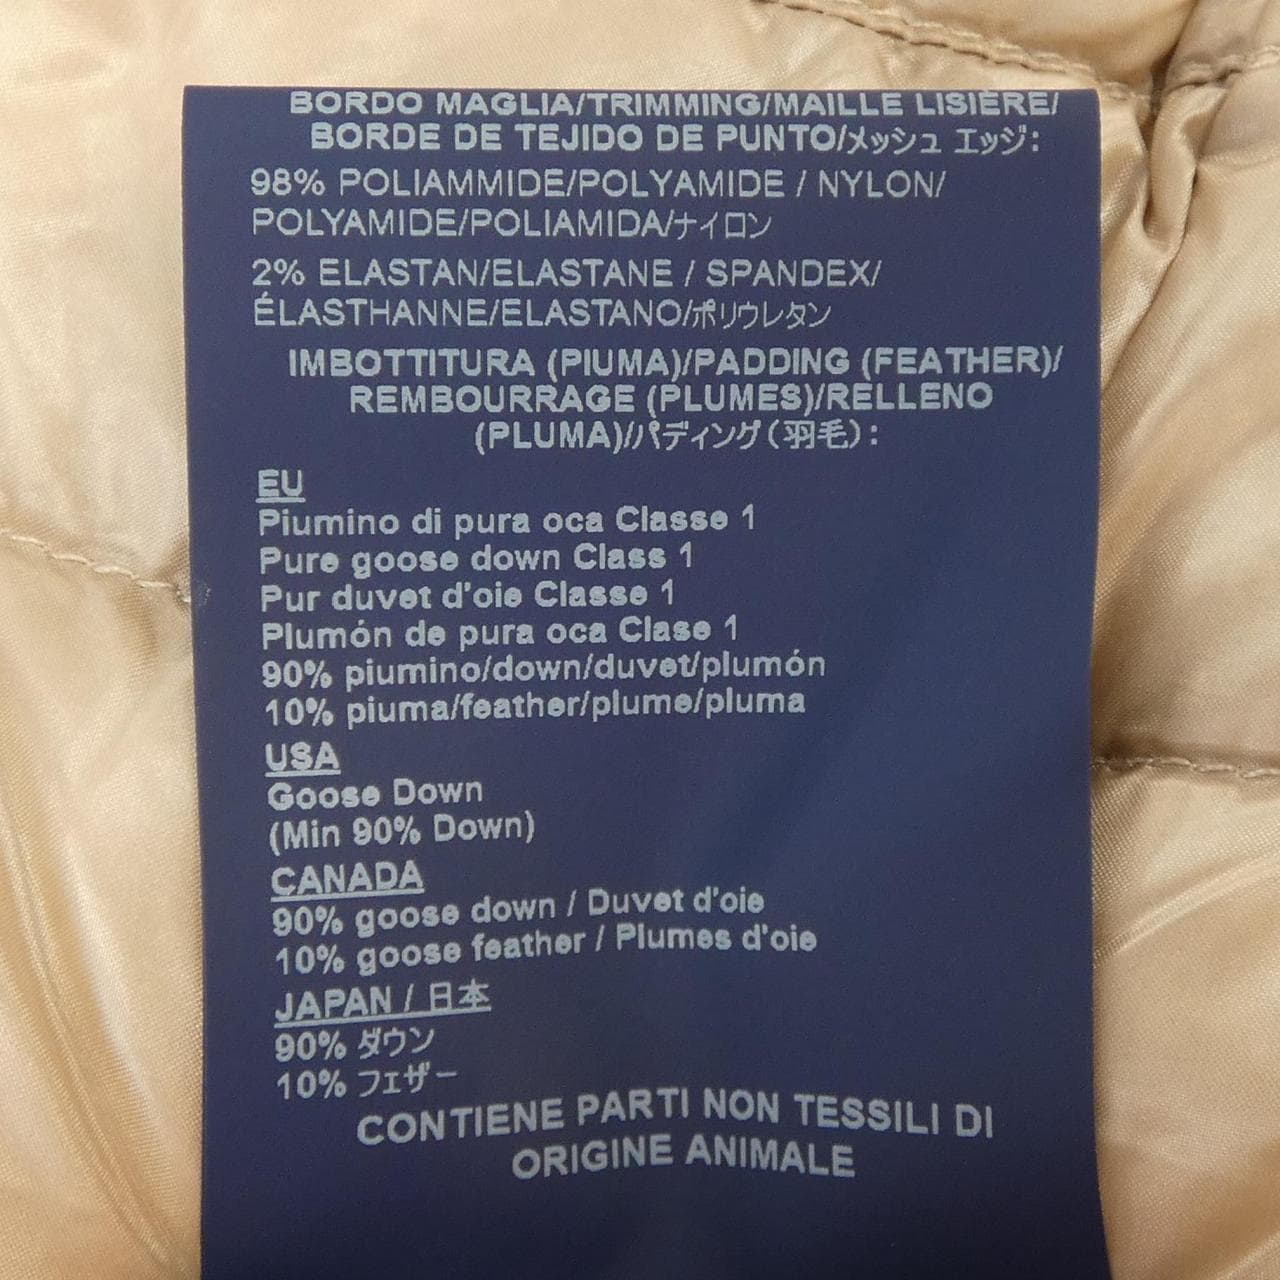 BORDO MAGLIA/TRIMMING/MAILLE LISIÈRE/
BORDE DE TEJIDO DE PUNTO/メッシュ エッジ:
98% POLIAMMIDE/POLYAMIDE / NYLON/
POLYAMIDE/POLIAMIDA/ナイロン
2% ELASTAN/ELASTANE / SPANDEX/
ÉLASTHANNE/ELASTANO/ポリウレタン
IMBOTTITURA (PIUMA)/PADDING (FEATHER)/
REMBOURRAGE (PLUMES)/RELLENO
(PLUMA)/パディング(羽毛):
EU
Piumino di pura oca Classe 1
Pure goose down Class 1
Pur duvet d'oie Classe 1
Plumón de pura oca Clase 1
90% piumino/down/duvet/plumón
10% piuma/feather/plume/pluma
USA
Goose Down
(Min 90% Down)
CANADA
90% goose down / Duvet d'oie
10% goose feather / Plumes d'oie
JAPAN / 日本
90% ダウン
10% フェザー
CONTIENE PARTI NON TESSILI DI
ORIGINE ANIMALE